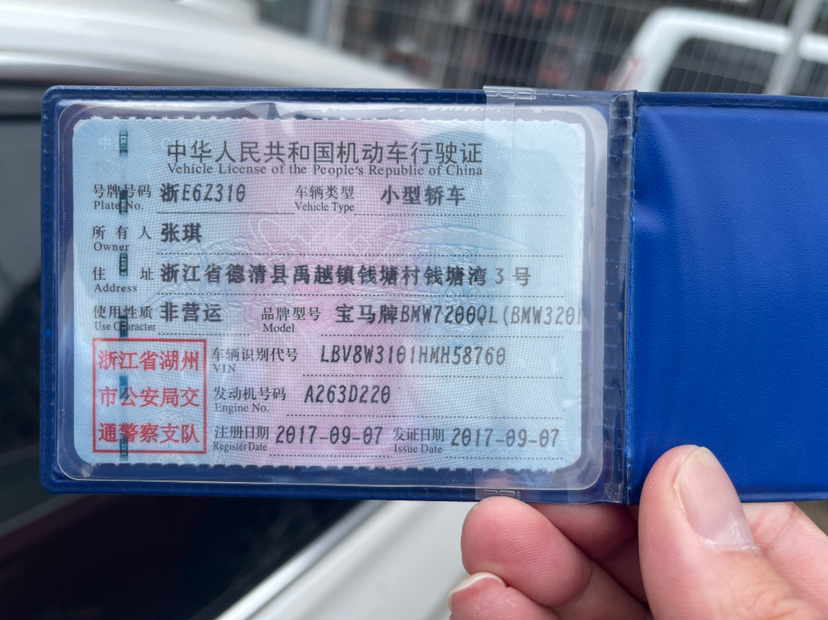 中华人民共和国机动车行驶证
Vehicle License of the People's Republic of China
号牌号码 浙E6Z310 车辆类型 小型轿车
Plate No. Vehicle Type
所有人 张琪
Owner
住址 浙江省德清县禹越镇钱塘村钱塘湾3号
Address
使用性质 非营运 品牌型号 宝马牌BMW7200QL(BMW320l
Use Character Model
浙江省湖州
市公安局交
通警察支队
车辆识别代号 LBV8W3101HMH58760
VIN
发动机号码 A263D220
Engine No.
注册日期 2017-09-07 发证日期 2017-09-07
Register Date Issue Date